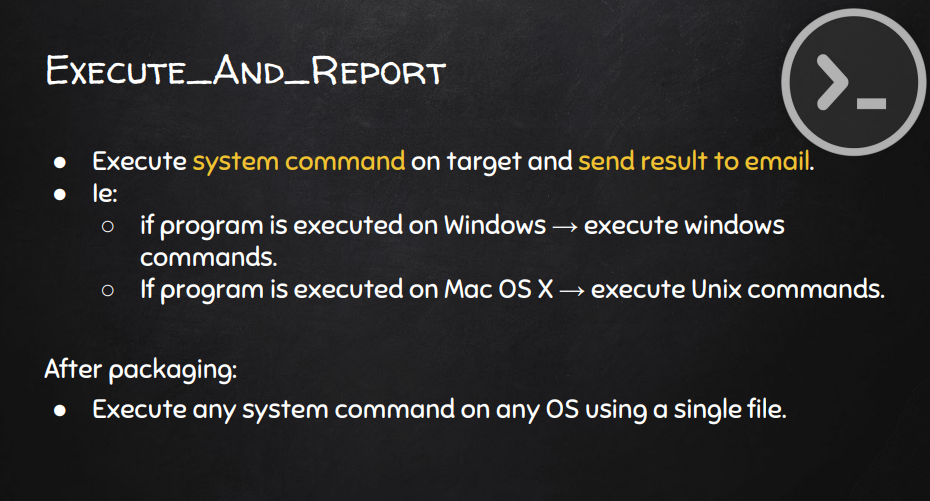 Execute_And_Report
● Execute system command on target and send result to email.
● Ie:
○ if program is executed on Windows → execute windows
commands.
○ If program is executed on Mac OS X → execute Unix commands.
After packaging:
● Execute any system command on any OS using a single file.